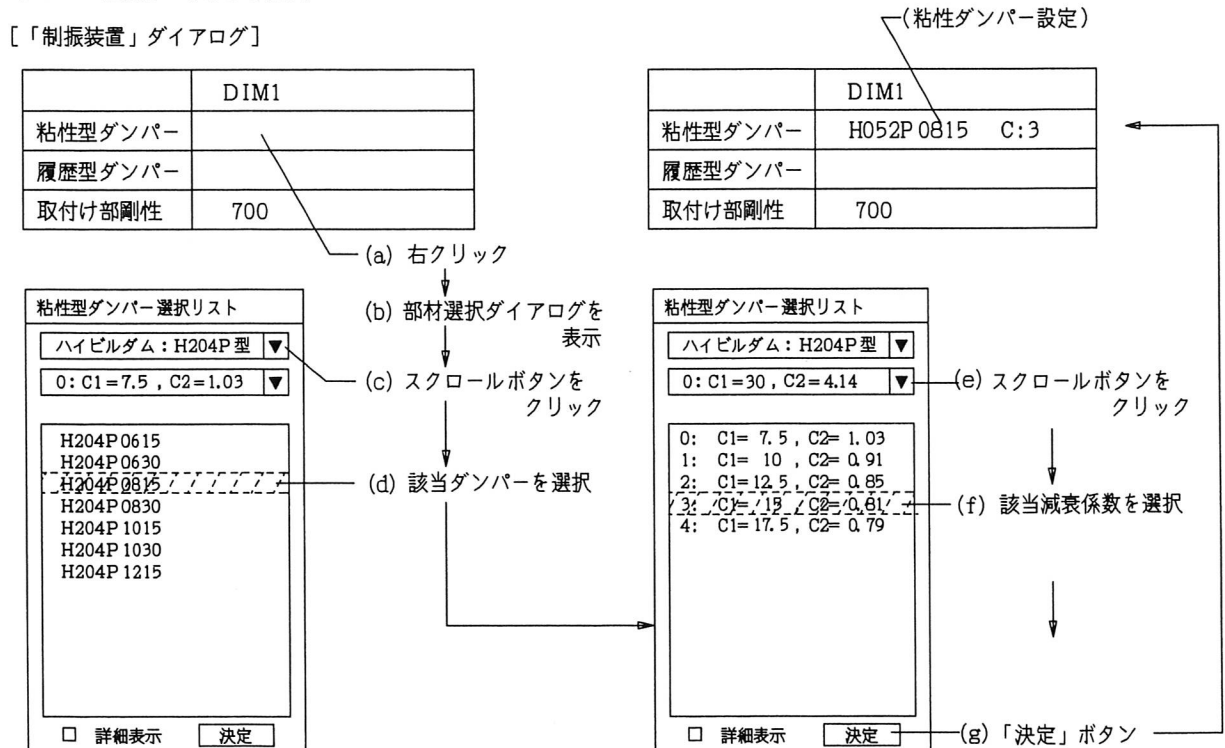 (粘性ダンパー設定)
[「制振装置」ダイアログ]
DIM1
粘性型ダンパー
履歴型ダンパー
取付け部剛性 700
DIM1
粘性型ダンパー H052P0815 C:3
履歴型ダンパー
取付け部剛性 700
(a) 右クリック
(b) 部材選択ダイアログを
表示
(c) スクロールボタンを
クリック
(d) 該当ダンパーを選択
粘性型ダンパー選択リスト
ハイビルダム:H204P型 ▼
0:C1=7.5, C2=1.03 ▼
H204P0615
H204P0630
H204P0815
H204P0830
H204P1015
H204P1030
H204P1215
□ 詳細表示 決定
粘性型ダンパー選択リスト
ハイビルダム:H204P型 ▼
0:C1=30, C2=4.14 ▼
0: C1= 7.5, C2= 1.03
1: C1= 10 , C2= 0.91
2: C1= 12.5, C2= 0.85
3: C1= 15 , C2= 0.81
4: C1= 17.5, C2= 0.79
□ 詳細表示 決定
(e) スクロールボタンを
クリック
(f) 該当減衰係数を選択
(g) 「決定」ボタン